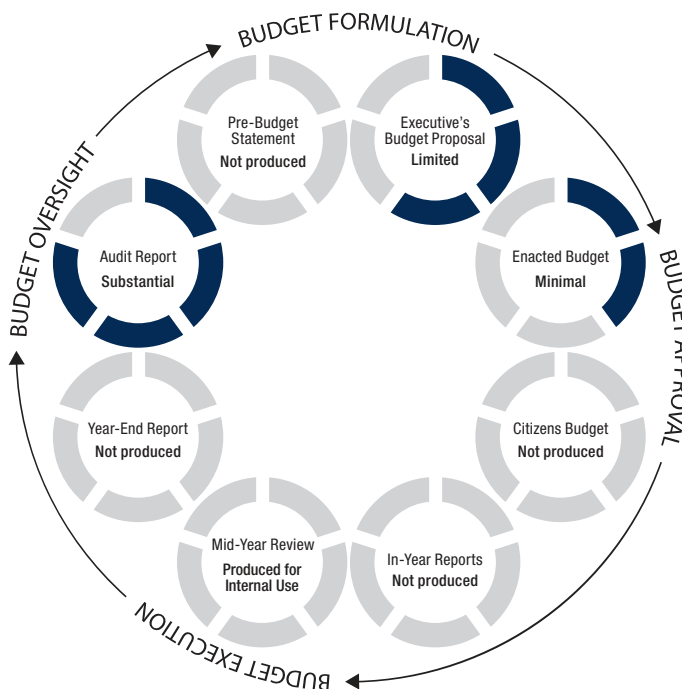 BUDGET FORMULATION
Pre-Budget
Statement
Not produced
Executive's
Budget Proposal
Limited
Enacted Budget
Minimal
BUDGET APPROVAL
Citizens Budget
Not produced
In-Year Reports
Not produced
Mid-Year Review
Produced for
Internal Use
BUDGET EXECUTION
Year-End Report
Not produced
Audit Report
Substantial
BUDGET OVERSIGHT